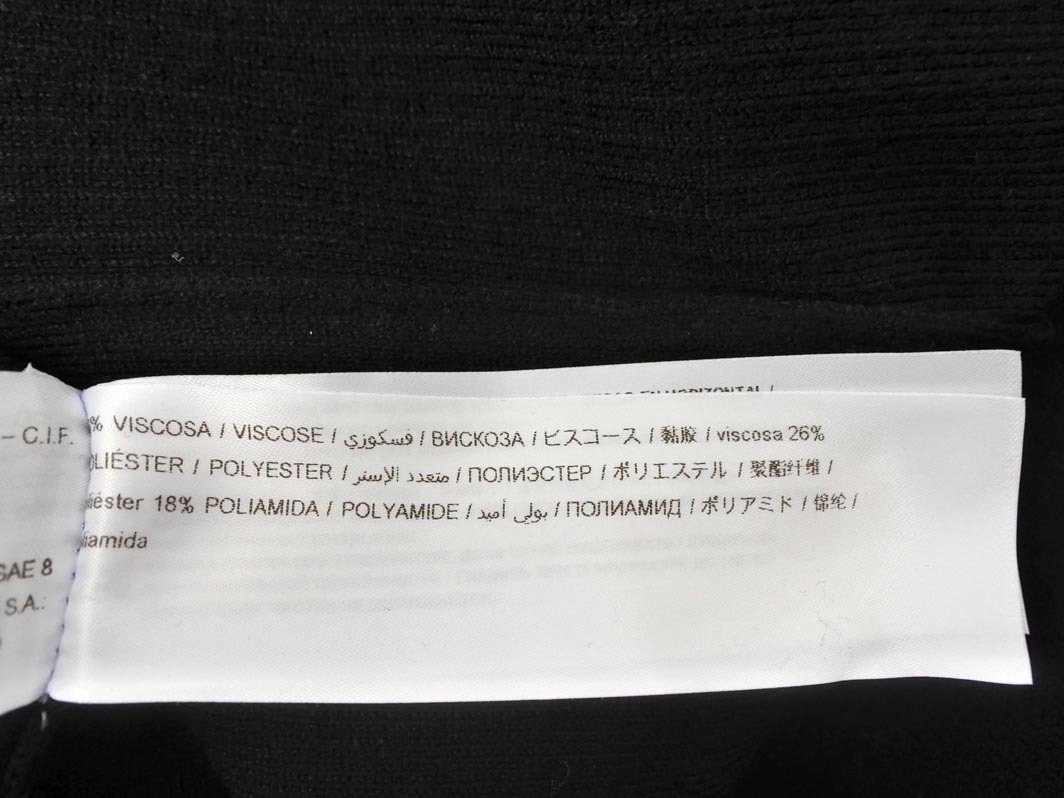 – C.I.F.
SAE 8
S.A.:
EN HORIZONTAL /
% VISCOSA / VISCOSE / فسكوزي / ВИСКОЗА / ビスコース / 黏胶 / viscosa 26%
OLIÉSTER / POLYESTER / متعدد الإستر / ПОЛИЭСТЕР / ポリエステル / 聚酯纤维 /
liéster 18% POLIAMIDA / POLYAMIDE / بولي أميد / ПОЛИАМИД / ポリアミド / 锦纶 /
liamida